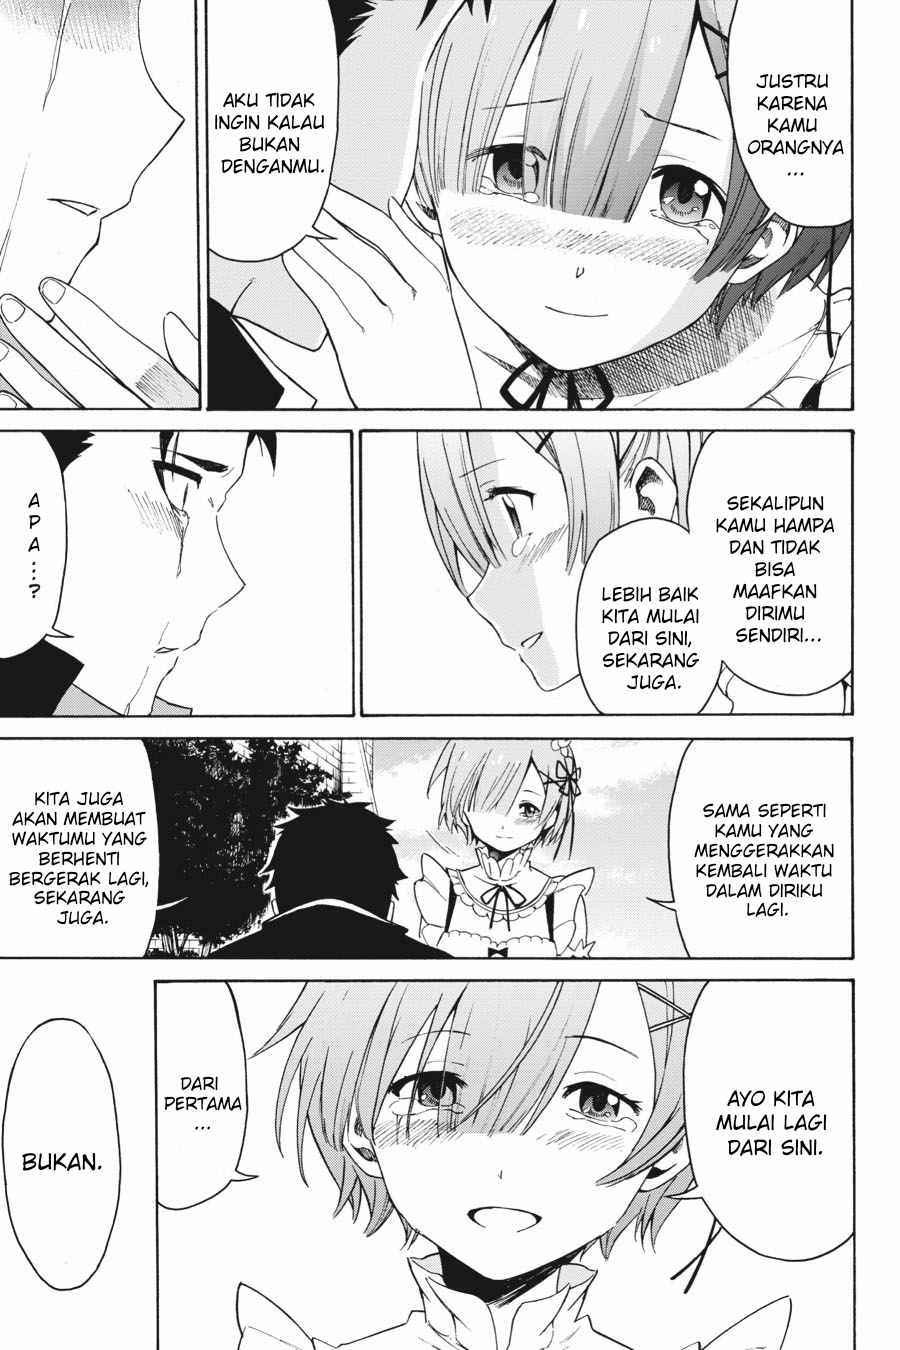 JUSTRU
KARENA
KAMU
ORANGNYA
...
AKU TIDAK
INGIN KALAU
BUKAN
DENGANMU.
SEKALIPUN
KAMU HAMPA
DAN TIDAK
BISA
MAAFKAN
DIRIMU
SENDIRI...
LEBIH BAIK
KITA MULAI
DARI SINI,
SEKARANG
JUGA.
APA...?
SAMA SEPERTI
KAMU YANG
MENGGERAKKAN
KEMBALI WAKTU
DALAM DIRIKU
LAGI.
KITA JUGA
AKAN MEMBUAT
WAKTUMU YANG
BERHENTI
BERGERAK LAGI,
SEKARANG
JUGA.
AYO KITA
MULAI LAGI
DARI SINI.
DARI
PERTAMA
...
BUKAN.